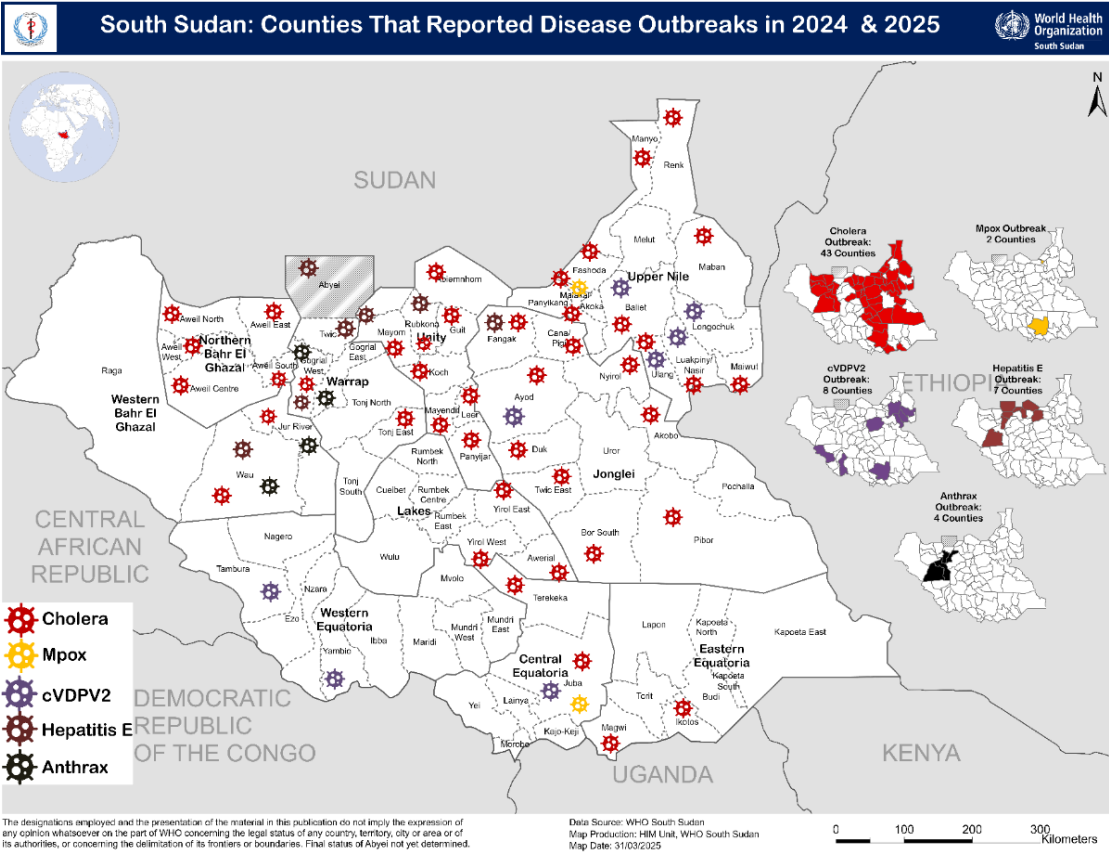 South Sudan: Counties That Reported Disease Outbreaks in 2024 & 2025
World Health
Organization
South Sudan
N
SUDAN
Manyo
Renk
Melut
Maban
Fashoda
Upper Nile
Abyei
Panyikang
Akoka
Baliet
Longochuk
Aweil North
Aweil East
Twic
Mayom
Rubkona
Guit
Unity
Fangak
Canal
Nyirol
Ulang
Luakpiny/
Nasir
Maiwut
Northern
Bahr El
Ghazal
Aweil
West
Aweil South
Aweil Centre
Gogrial
East
Gogrial
West
Warrap
Koch
Raga
Western
Bahr El
Ghazal
Tonj North
Mayendit
Leer
Ayod
Jur River
Tonj East
Panyijar
Duk
Akobo
Rumbek
North
Uror
Wau
Jonglei
Tonj
South
Cueibet
Rumbek
Centre
Twic East
Pochalla
Lakes
Rumbek
East
Yirol East
CENTRAL
AFRICAN
REPUBLIC
Nagero
Wulu
Yirol West
Awerial
Bor South
Pibor
Tambura
Mvolo
Terekeka
Nzara
Ezo
Western
Equatoria
Ibba
Maridi
Mundri
West
Mundri
East
Yambio
Lapon
Kapoeta
North
Kapoeta East
Eastern
Equatoria
Kapoeta
South
Central
Equatoria
Juba
Yei
Lainya
Torit
Budi
Ikotos
Magwi
Kajo-Keji
Morobo
DEMOCRATIC
REPUBLIC
OF THE CONGO
UGANDA
KENYA
ETHIOPI
Cholera
Outbreak:
43 Counties
Mpox Outbreak
2 Counties
cVDPV2
Outbreak:
8 Counties
Hepatitis E
Outbreak:
7 Counties
Anthrax
Outbreak:
4 Counties
Cholera
Mpox
cVDPV2
Hepatitis E
Anthrax
The designations employed and the presentation of the material in this publication do not imply the expression of
any opinion whatsoever on the part of WHO concerning the legal status of any country, territory, city or area or of
its authorities, or concerning the delimitation of its frontiers or boundaries. Final status of Abyei not yet determined.
Data Source: WHO South Sudan
Map Production: HIM Unit, WHO South Sudan
Map Date: 31/03/2025
0 100 200 300
Kilometers